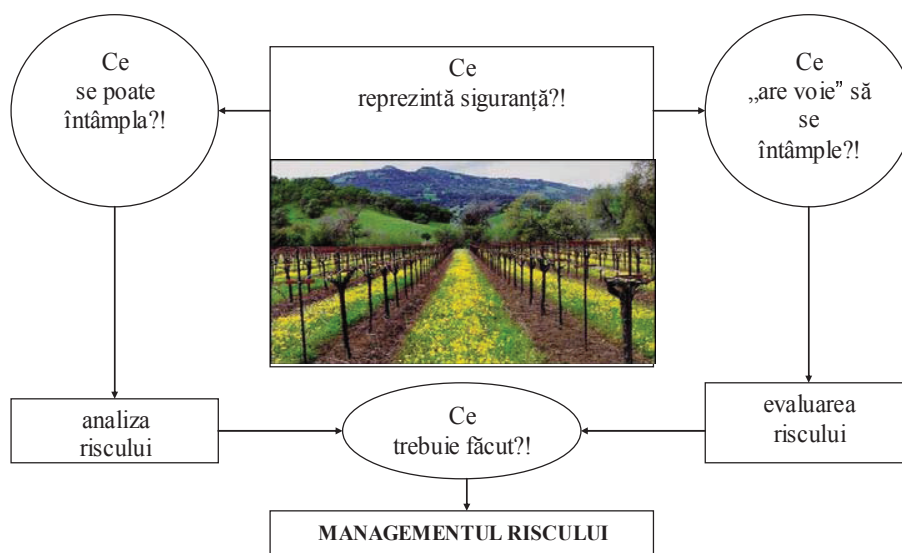 Ce
se poate
întâmpla?!
Ce
reprezintă siguranță?!
Ce
„are voie” să
se
întâmple?!
analiza
riscului
Ce
trebuie făcut?!
evaluarea
riscului
MANAGEMENTUL RISCULUI